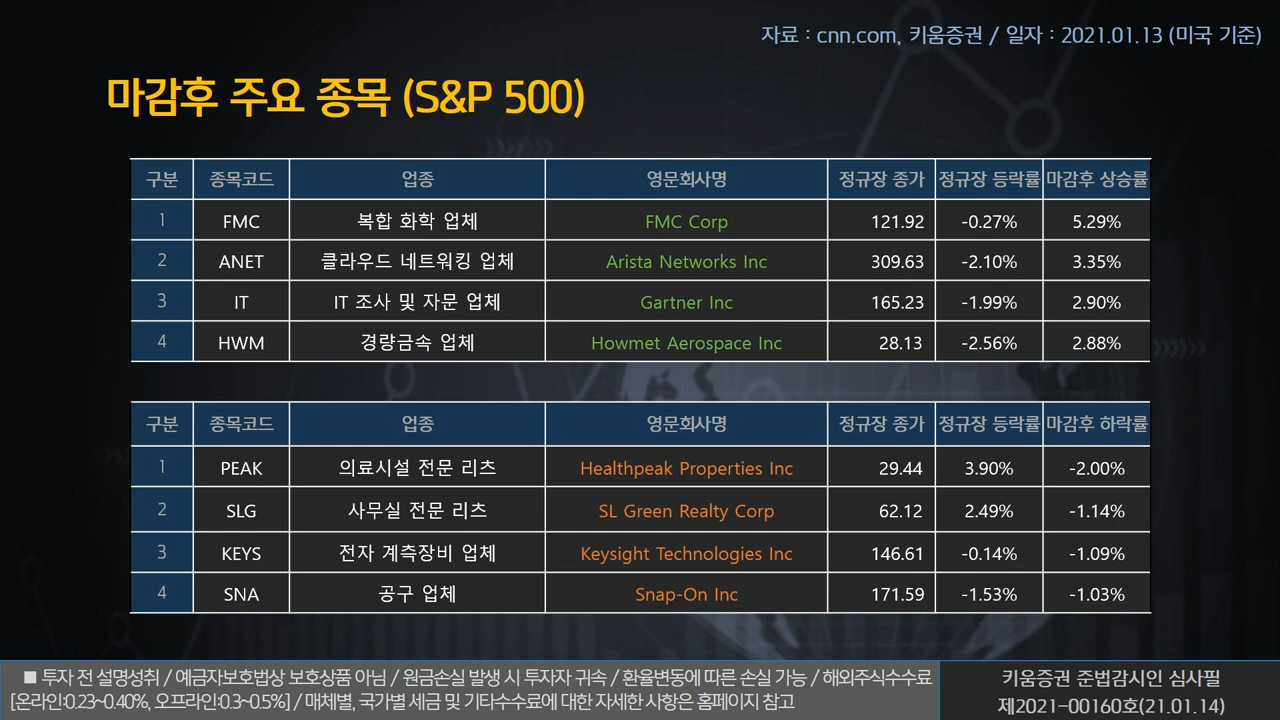 자료 : cnn.com, 키움증권 / 일자 : 2021.01.13 (미국 기준)
마감후 주요 종목 (S&P 500)
구분 종목코드 업종 영문회사명 정규장 종가 정규장 등락률 마감후 상승률
1 FMC 복합 화학 업체 FMC Corp 121.92 -0.27% 5.29%
2 ANET 클라우드 네트워킹 업체 Arista Networks Inc 309.63 -2.10% 3.35%
3 IT IT 조사 및 자문 업체 Gartner Inc 165.23 -1.99% 2.90%
4 HWM 경량금속 업체 Howmet Aerospace Inc 28.13 -2.56% 2.88%
구분 종목코드 업종 영문회사명 정규장 종가 정규장 등락률 마감후 하락률
1 PEAK 의료시설 전문 리츠 Healthpeak Properties Inc 29.44 3.90% -2.00%
2 SLG 사무실 전문 리츠 SL Green Realty Corp 62.12 2.49% -1.14%
3 KEYS 전자 계측장비 업체 Keysight Technologies Inc 146.61 -0.14% -1.09%
4 SNA 공구 업체 Snap-On Inc 171.59 -1.53% -1.03%
■ 투자 전 설명성취 / 예금자보호법상 보호상품 아님 / 원금손실 발생 시 투자자 귀속 / 환율변동에 따른 손실 가능 / 해외주식수수료
[온라인:0.23~0.40%, 오프라인:0.3~0.5%] / 매체별, 국가별 세금 및 기타수수료에 대한 자세한 사항은 홈페이지 참고
키움증권 준법감시인 심사필
제2021-00160호(21.01.14)